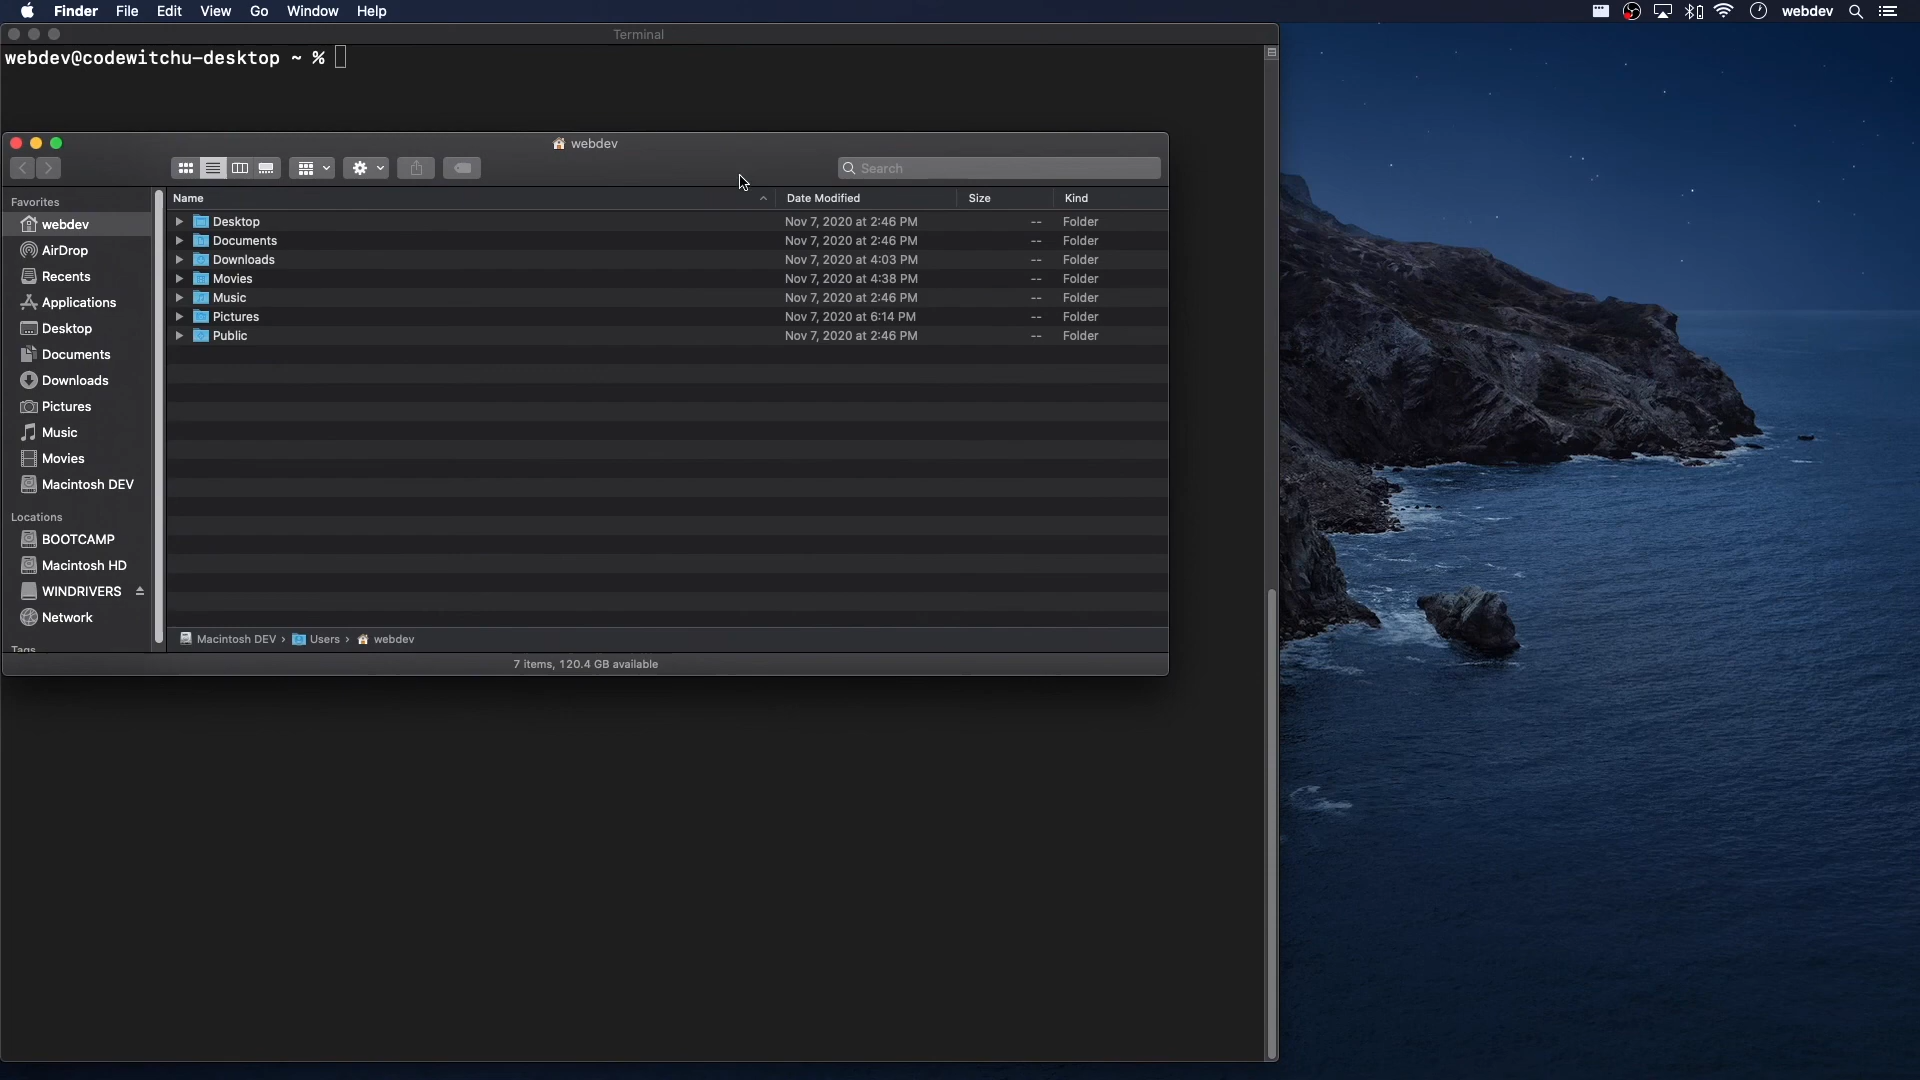 Finder File Edit View Go Window Help webdev
Terminal
webdev@codewitchu-desktop ~ %
webdev
Search
Favorites
webdev
AirDrop
Recents
Applications
Desktop
Documents
Downloads
Pictures
Music
Movies
Macintosh DEV
Locations
BOOTCAMP
Macintosh HD
WINDRIVERS
Network
Tags
Name Date Modified Size Kind
Desktop Nov 7, 2020 at 2:46 PM -- Folder
Documents Nov 7, 2020 at 2:46 PM -- Folder
Downloads Nov 7, 2020 at 4:03 PM -- Folder
Movies Nov 7, 2020 at 4:38 PM -- Folder
Music Nov 7, 2020 at 2:46 PM -- Folder
Pictures Nov 7, 2020 at 6:14 PM -- Folder
Public Nov 7, 2020 at 2:46 PM -- Folder
Macintosh DEV › Users › webdev
7 items, 120.4 GB available